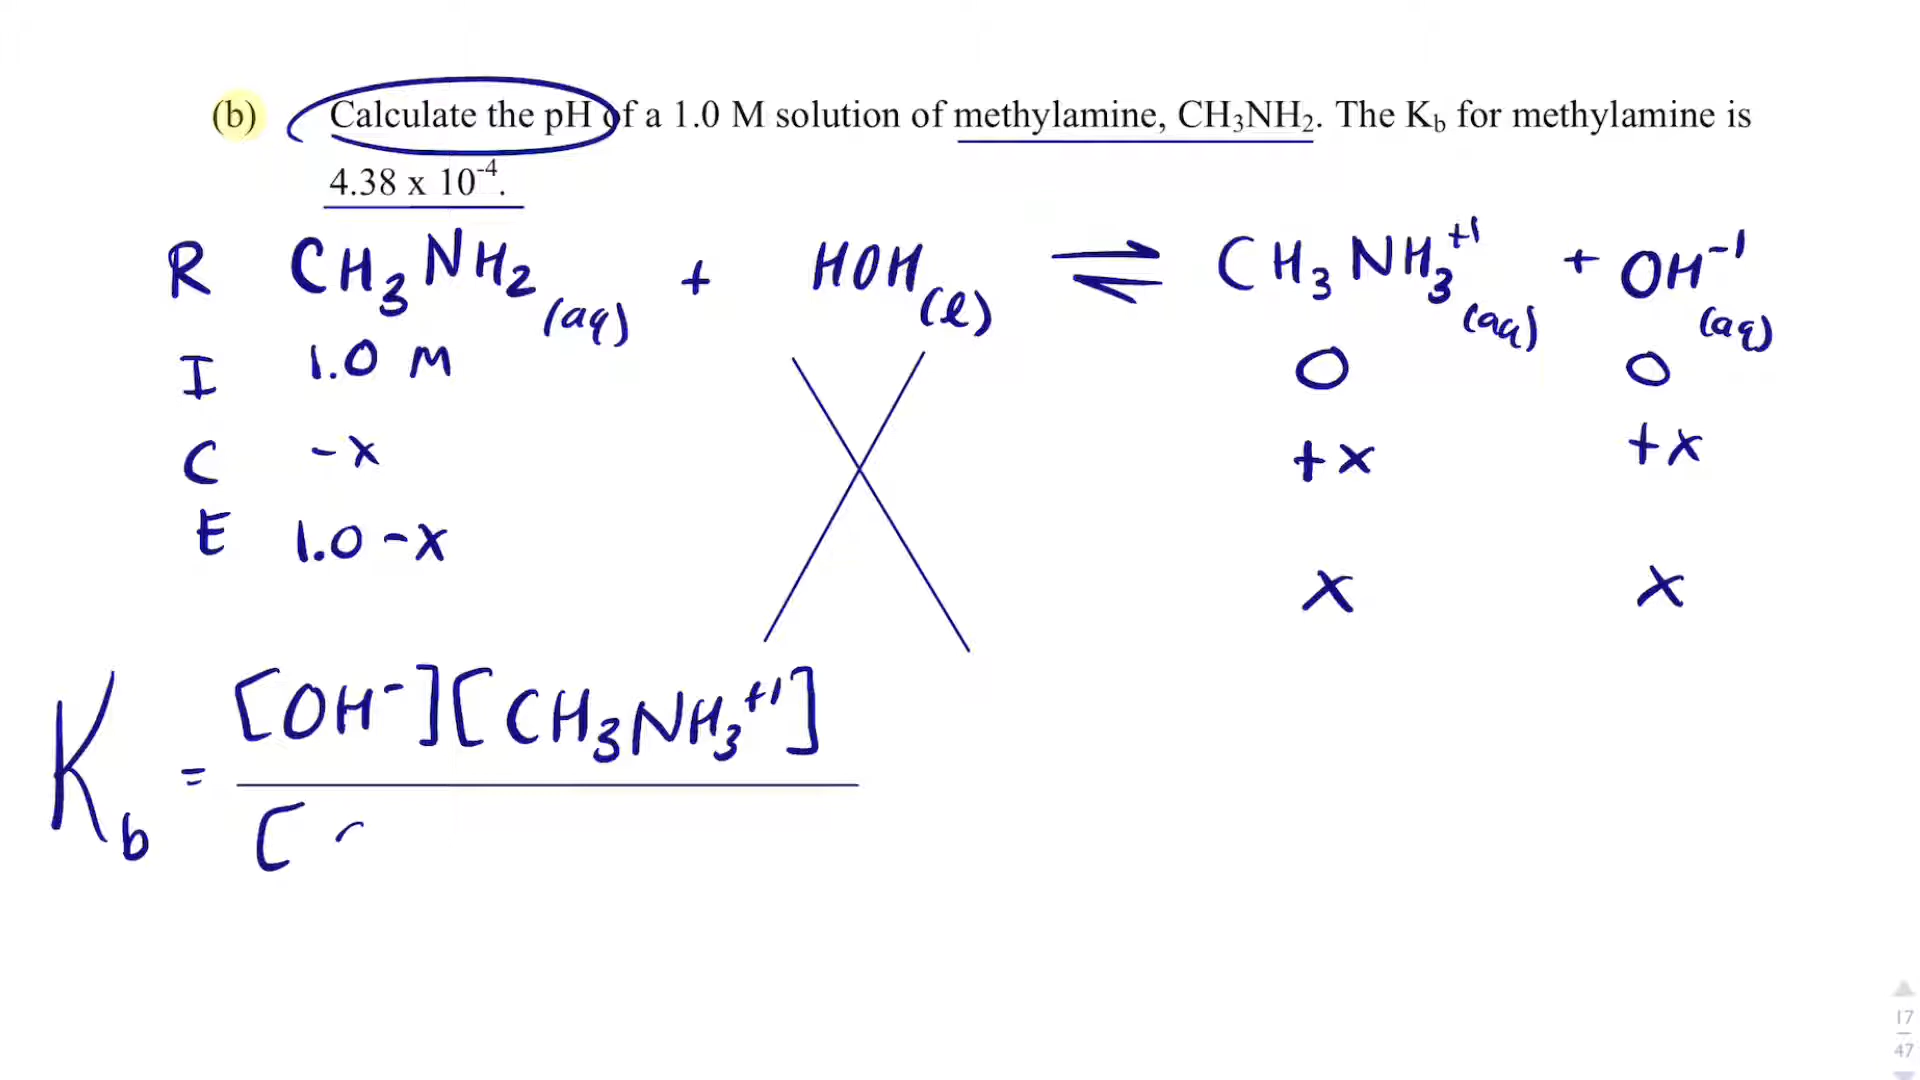 (b) Calculate the pH of a 1.0 M solution of methylamine, CH₃NH₂. The K_b for methylamine is
4.38 x 10⁻⁴.
R CH₃NH₂(aq) + HOH(l) ⇌ CH₃NH₃⁺¹(aq) + OH⁻¹(aq)
I 1.0 M 0 0
C -x +x +x
E 1.0-x x x
K_b = [OH⁻][CH₃NH₃⁺¹]
[
17
47